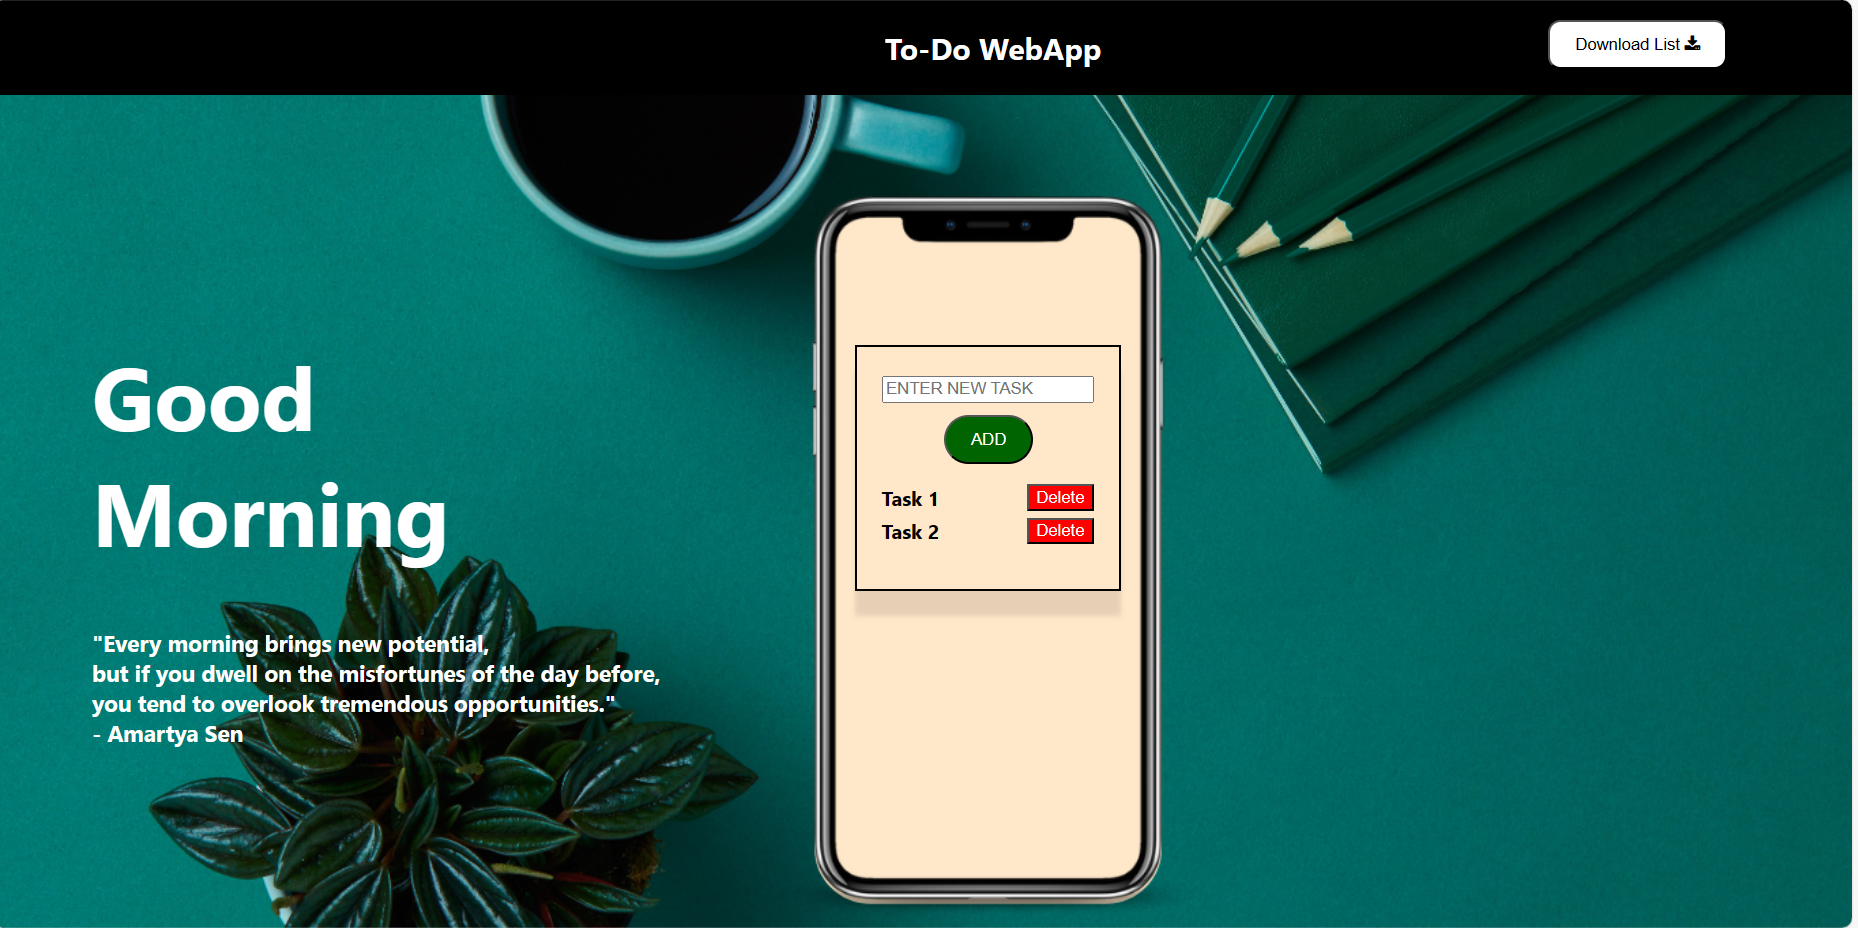 To-Do WebApp
Download List
Good
Morning
"Every morning brings new potential,
but if you dwell on the misfortunes of the day before,
you tend to overlook tremendous opportunities."
- Amartya Sen
ENTER NEW TASK
ADD
Task 1 Delete
Task 2 Delete